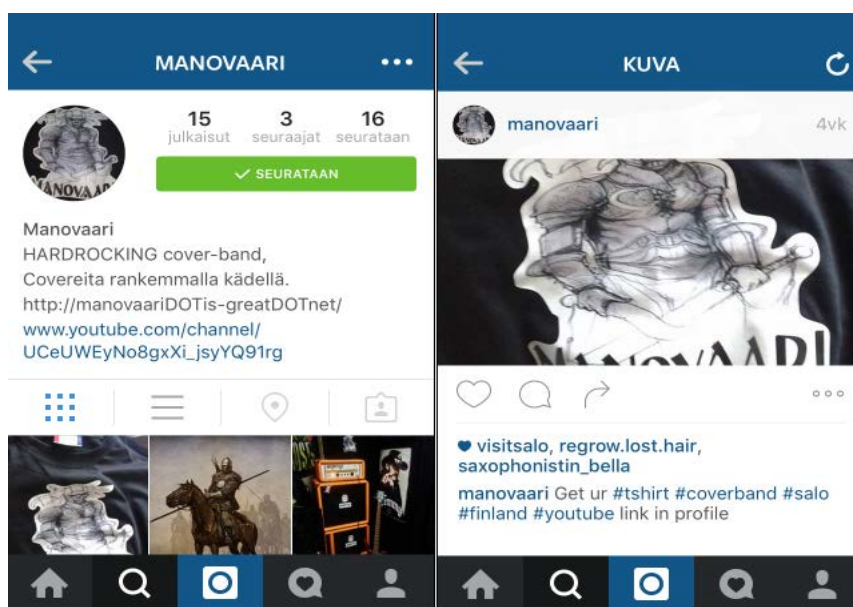 MANOVAARI
15 3 16
julkaisut seuraajat seurataan
SEURATAAN
MANOVAARI
Manovaari
HARDROCKING cover-band,
Covereita rankemmalla kädellä.
http://manovaariDOTis-greatDOTnet/
www.youtube.com/channel/
UCeUWEyNo8gxXi_jsyYQ91rg
KUVA
manovaari 4vk
MANOVAARI
visitsalo, regrow.lost.hair,
saxophonistin_bella
manovaari Get ur #tshirt #coverband #salo
#finland #youtube link in profile